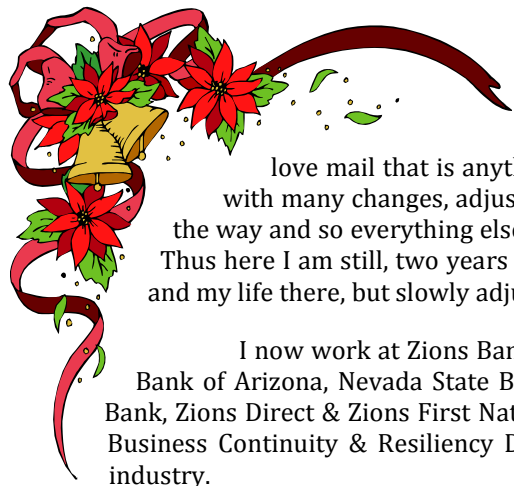 love mail that is anyth
with many changes, adjus
the way and so everything else
Thus here I am still, two years
and my life there, but slowly adju
I now work at Zions Ban
Bank of Arizona, Nevada State B
Bank, Zions Direct & Zions First Nat
Business Continuity & Resiliency D
industry.